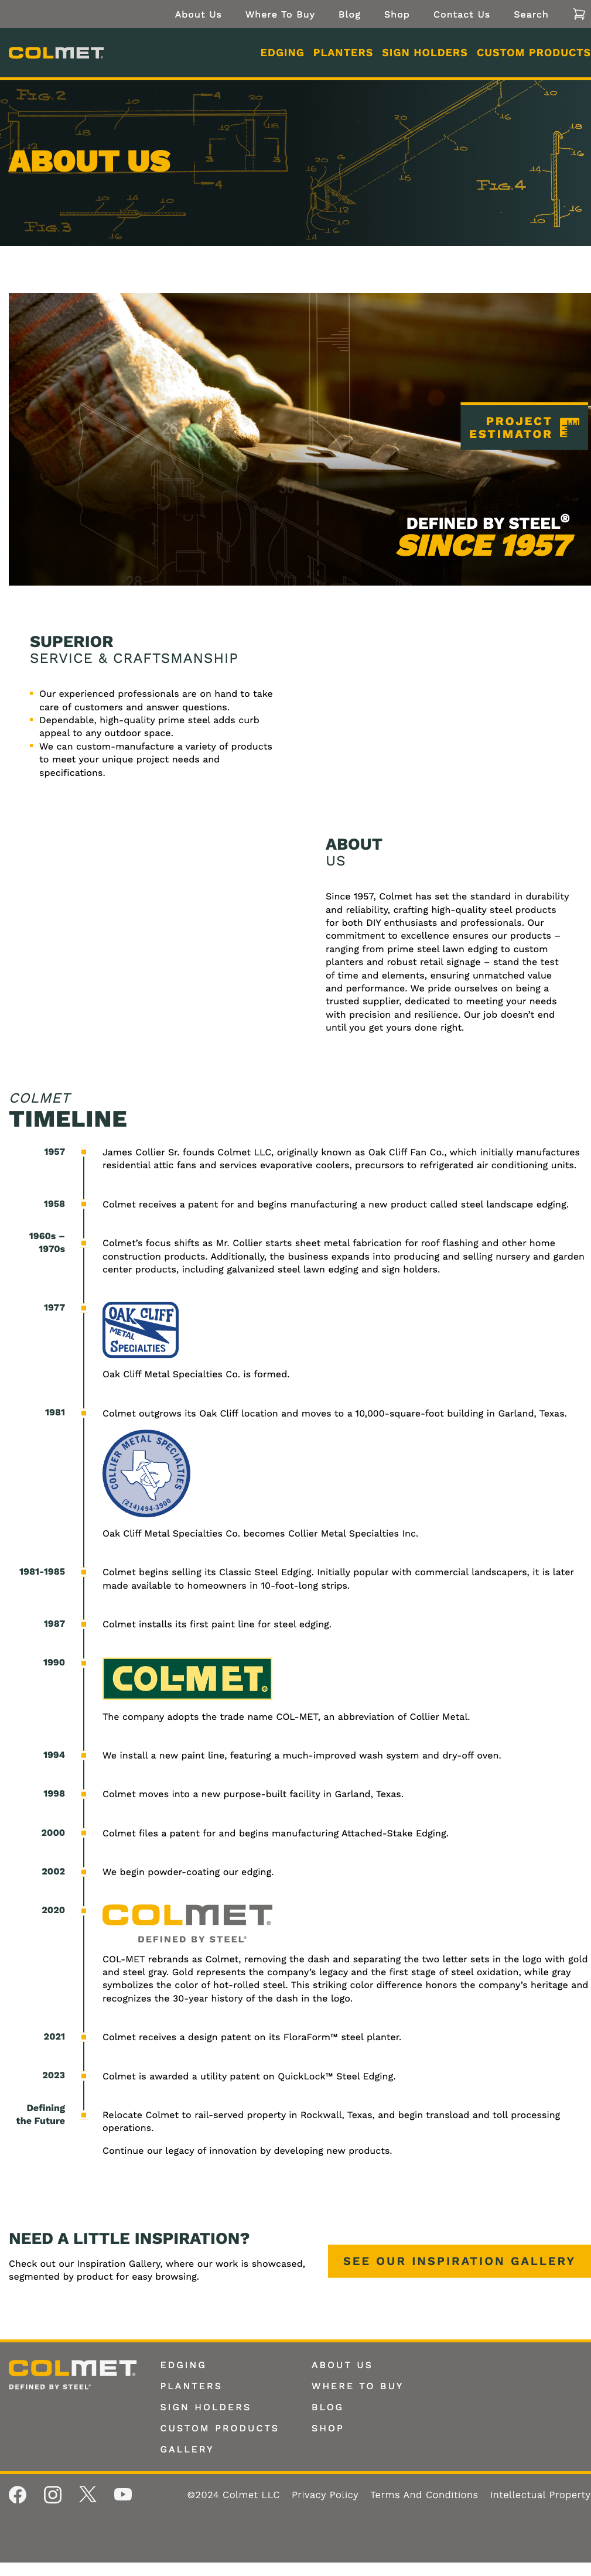 About Us Where To Buy Blog Shop Contact Us Search
COLMET.
EDGING PLANTERS SIGN HOLDERS CUSTOM PRODUCTS
Fig.2
Fig.3
Fig.4
ABOUT US
PROJECT
ESTIMATOR
DEFINED BY STEEL®
SINCE 1957
SUPERIOR
SERVICE & CRAFTSMANSHIP
Our experienced professionals are on hand to take
care of customers and answer questions.
Dependable, high-quality prime steel adds curb
appeal to any outdoor space.
We can custom-manufacture a variety of products
to meet your unique project needs and
specifications.
ABOUT
US
Since 1957, Colmet has set the standard in durability
and reliability, crafting high-quality steel products
for both DIY enthusiasts and professionals. Our
commitment to excellence ensures our products –
ranging from prime steel lawn edging to custom
planters and robust retail signage – stand the test
of time and elements, ensuring unmatched value
and performance. We pride ourselves on being a
trusted supplier, dedicated to meeting your needs
with precision and resilience. Our job doesn’t end
until you get yours done right.
COLMET
TIMELINE
1957
James Collier Sr. founds Colmet LLC, originally known as Oak Cliff Fan Co., which initially manufactures
residential attic fans and services evaporative coolers, precursors to refrigerated air conditioning units.
1958
Colmet receives a patent for and begins manufacturing a new product called steel landscape edging.
1960s –
1970s
Colmet’s focus shifts as Mr. Collier starts sheet metal fabrication for roof flashing and other home
construction products. Additionally, the business expands into producing and selling nursery and garden
center products, including galvanized steel lawn edging and sign holders.
1977
OAK CLIFF
METAL
SPECIALTIES
Oak Cliff Metal Specialties Co. is formed.
1981
Colmet outgrows its Oak Cliff location and moves to a 10,000-square-foot building in Garland, Texas.
COLLIER METAL SPECIALTIES
(214)494-3900
Oak Cliff Metal Specialties Co. becomes Collier Metal Specialties Inc.
1981-1985
Colmet begins selling its Classic Steel Edging. Initially popular with commercial landscapers, it is later
made available to homeowners in 10-foot-long strips.
1987
Colmet installs its first paint line for steel edging.
1990
COL-MET.®
The company adopts the trade name COL-MET, an abbreviation of Collier Metal.
1994
We install a new paint line, featuring a much-improved wash system and dry-off oven.
1998
Colmet moves into a new purpose-built facility in Garland, Texas.
2000
Colmet files a patent for and begins manufacturing Attached-Stake Edging.
2002
We begin powder-coating our edging.
2020
COLMET®
DEFINED BY STEEL®
COL-MET rebrands as Colmet, removing the dash and separating the two letter sets in the logo with gold
and steel gray. Gold represents the company’s legacy and the first stage of steel oxidation, while gray
symbolizes the color of hot-rolled steel. This striking color difference honors the company’s heritage and
recognizes the 30-year history of the dash in the logo.
2021
Colmet receives a design patent on its FloraForm™ steel planter.
2023
Colmet is awarded a utility patent on QuickLock™ Steel Edging.
Defining
the Future
Relocate Colmet to rail-served property in Rockwall, Texas, and begin transload and toll processing
operations.
Continue our legacy of innovation by developing new products.
NEED A LITTLE INSPIRATION?
Check out our Inspiration Gallery, where our work is showcased,
segmented by product for easy browsing.
SEE OUR INSPIRATION GALLERY
COLMET®
DEFINED BY STEEL®
EDGING
PLANTERS
SIGN HOLDERS
CUSTOM PRODUCTS
GALLERY
ABOUT US
WHERE TO BUY
BLOG
SHOP
©2024 Colmet LLC Privacy Policy Terms And Conditions Intellectual Property